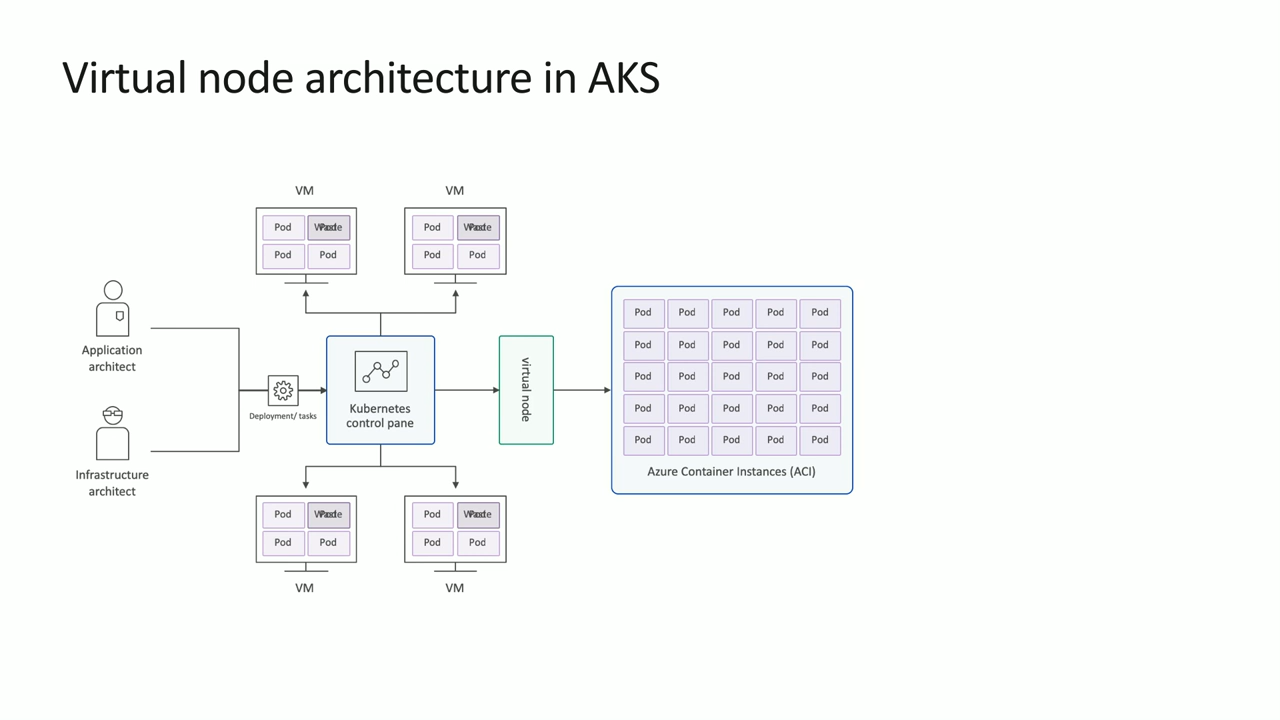 Virtual node architecture in AKS
VM
VM
Pod
Pod
Pod
Pod
Pod
Pod
Application
architect
Infrastructure
architect
Deployment/ tasks
Kubernetes
control pane
virtual node
Pod Pod Pod Pod Pod
Pod Pod Pod Pod Pod
Pod Pod Pod Pod Pod
Pod Pod Pod Pod Pod
Pod Pod Pod Pod Pod
Azure Container Instances (ACI)
Pod
Pod
Pod
Pod
Pod
Pod
VM
VM